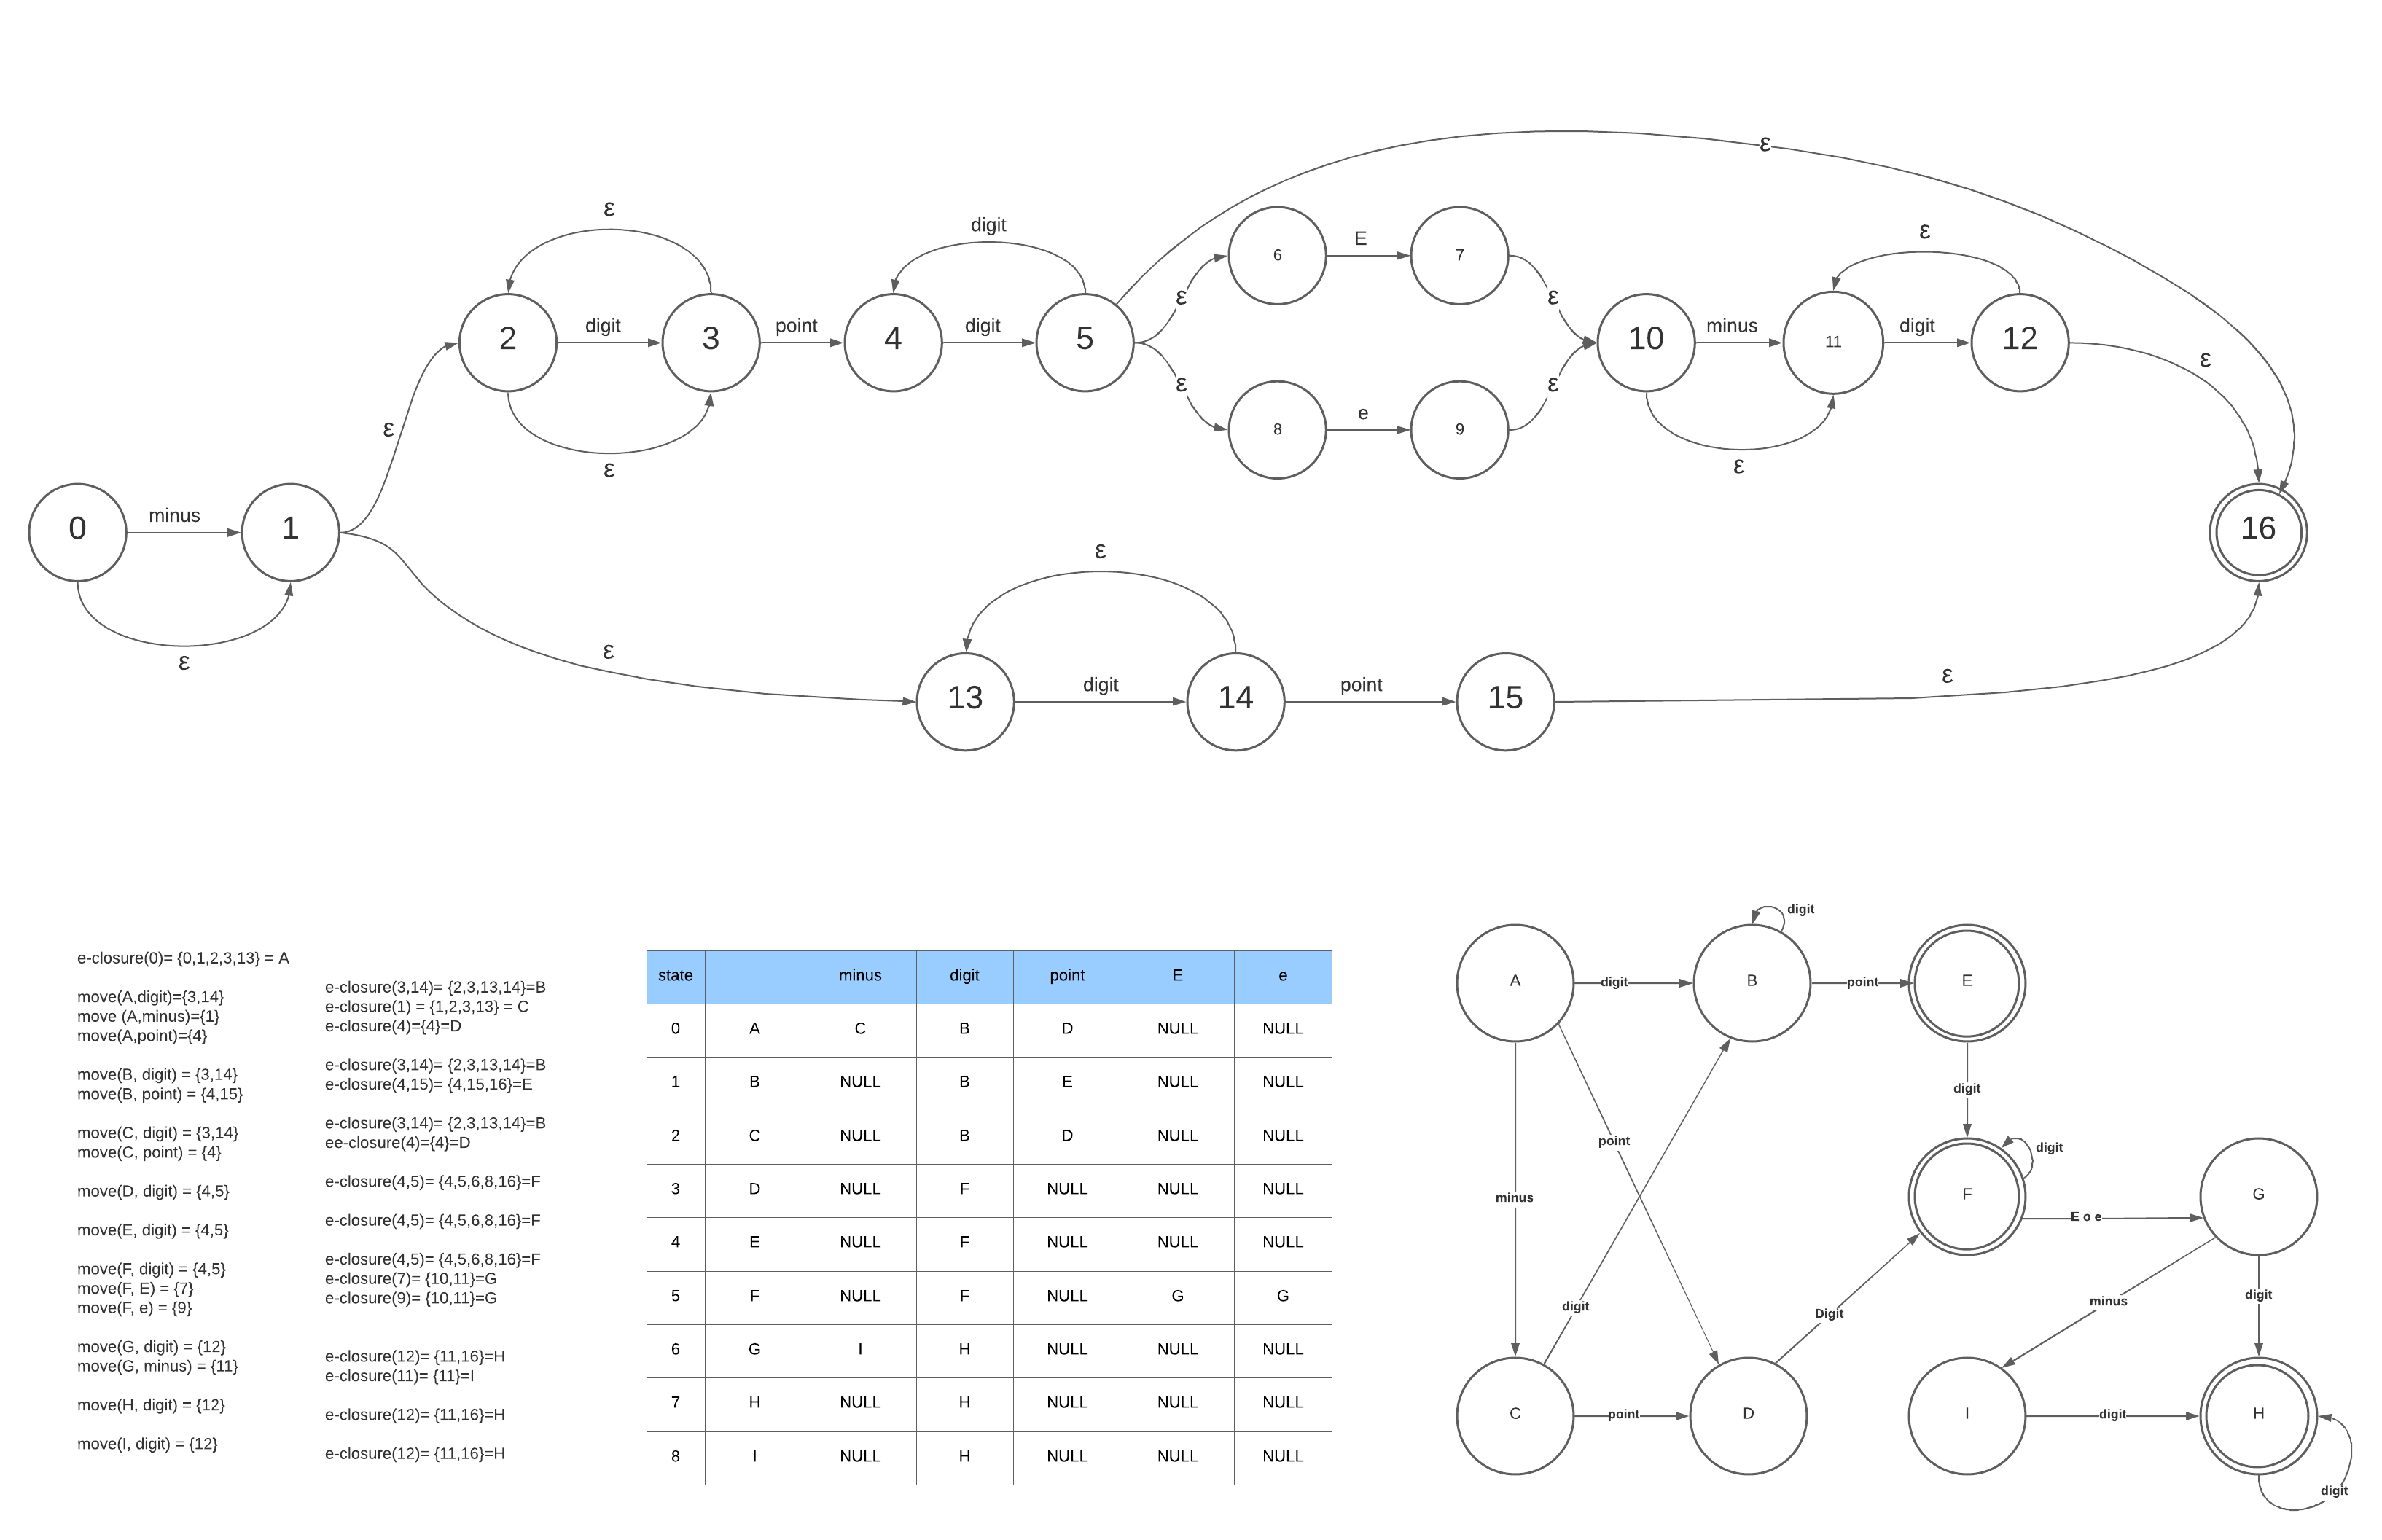 ε
ε
digit
ε
6
E
7
ε
2
digit
3
point
4
digit
5
ε
ε
10
minus
11
digit
12
ε
ε
ε
8
e
9
ε
ε
ε
0
minus
1
16
ε
ε
ε
ε
13
digit
14
point
15
e-closure(0)= {0,1,2,3,13} = A
move(A,digit)={3,14}
move (A,minus)={1}
move(A,point)={4}
move(B, digit) = {3,14}
move(B, point) = {4,15}
move(C, digit) = {3,14}
move(C, point) = {4}
move(D, digit) = {4,5}
move(E, digit) = {4,5}
move(F, digit) = {4,5}
move(F, E) = {7}
move(F, e) = {9}
move(G, digit) = {12}
move(G, minus) = {11}
move(H, digit) = {12}
move(I, digit) = {12}
e-closure(3,14)= {2,3,13,14}=B
e-closure(1) = {1,2,3,13} = C
e-closure(4)={4}=D
e-closure(3,14)= {2,3,13,14}=B
e-closure(4,15)= {4,15,16}=E
e-closure(3,14)= {2,3,13,14}=B
ee-closure(4)={4}=D
e-closure(4,5)= {4,5,6,8,16}=F
e-closure(4,5)= {4,5,6,8,16}=F
e-closure(4,5)= {4,5,6,8,16}=F
e-closure(7)= {10,11}=G
e-closure(9)= {10,11}=G
e-closure(12)= {11,16}=H
e-closure(11)= {11}=I
e-closure(12)= {11,16}=H
e-closure(12)= {11,16}=H
state minus digit point E e
0 A C B D NULL NULL
1 B NULL B E NULL NULL
2 C NULL B D NULL NULL
3 D NULL F NULL NULL NULL
4 E NULL F NULL NULL NULL
5 F NULL F NULL G G
6 G I H NULL NULL NULL
7 H NULL H NULL NULL NULL
8 I NULL H NULL NULL NULL
digit
A
digit
B
point
E
digit
point
digit
minus
F
E o e
G
digit
Digit
minus
digit
C
point
D
I
digit
H
digit